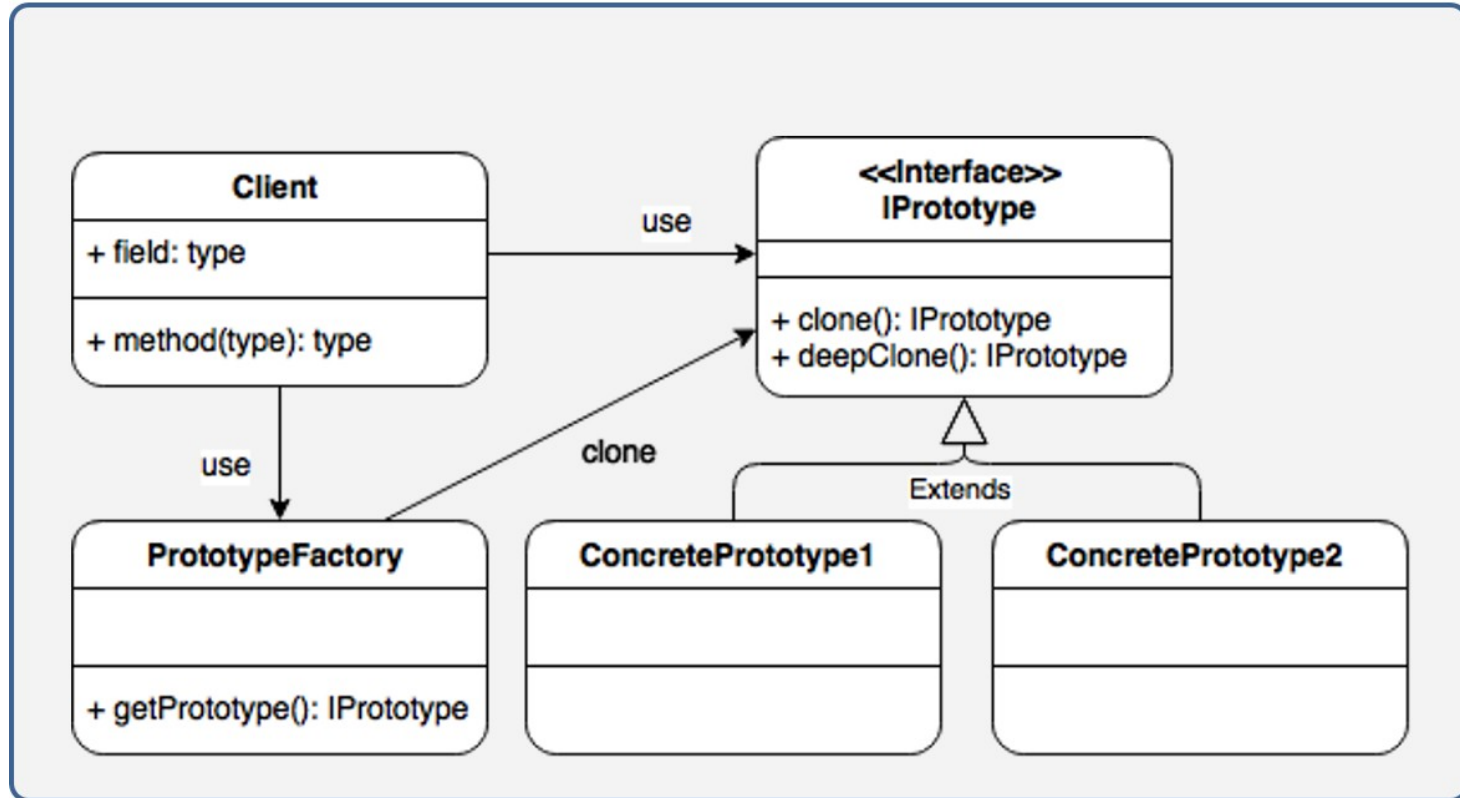 Client
+ field: type
+ method(type): type
use
<<Interface>>
IPrototype
+ clone(): IPrototype
+ deepClone(): IPrototype
use
clone
Extends
PrototypeFactory
+ getPrototype(): IPrototype
ConcretePrototype1
ConcretePrototype2